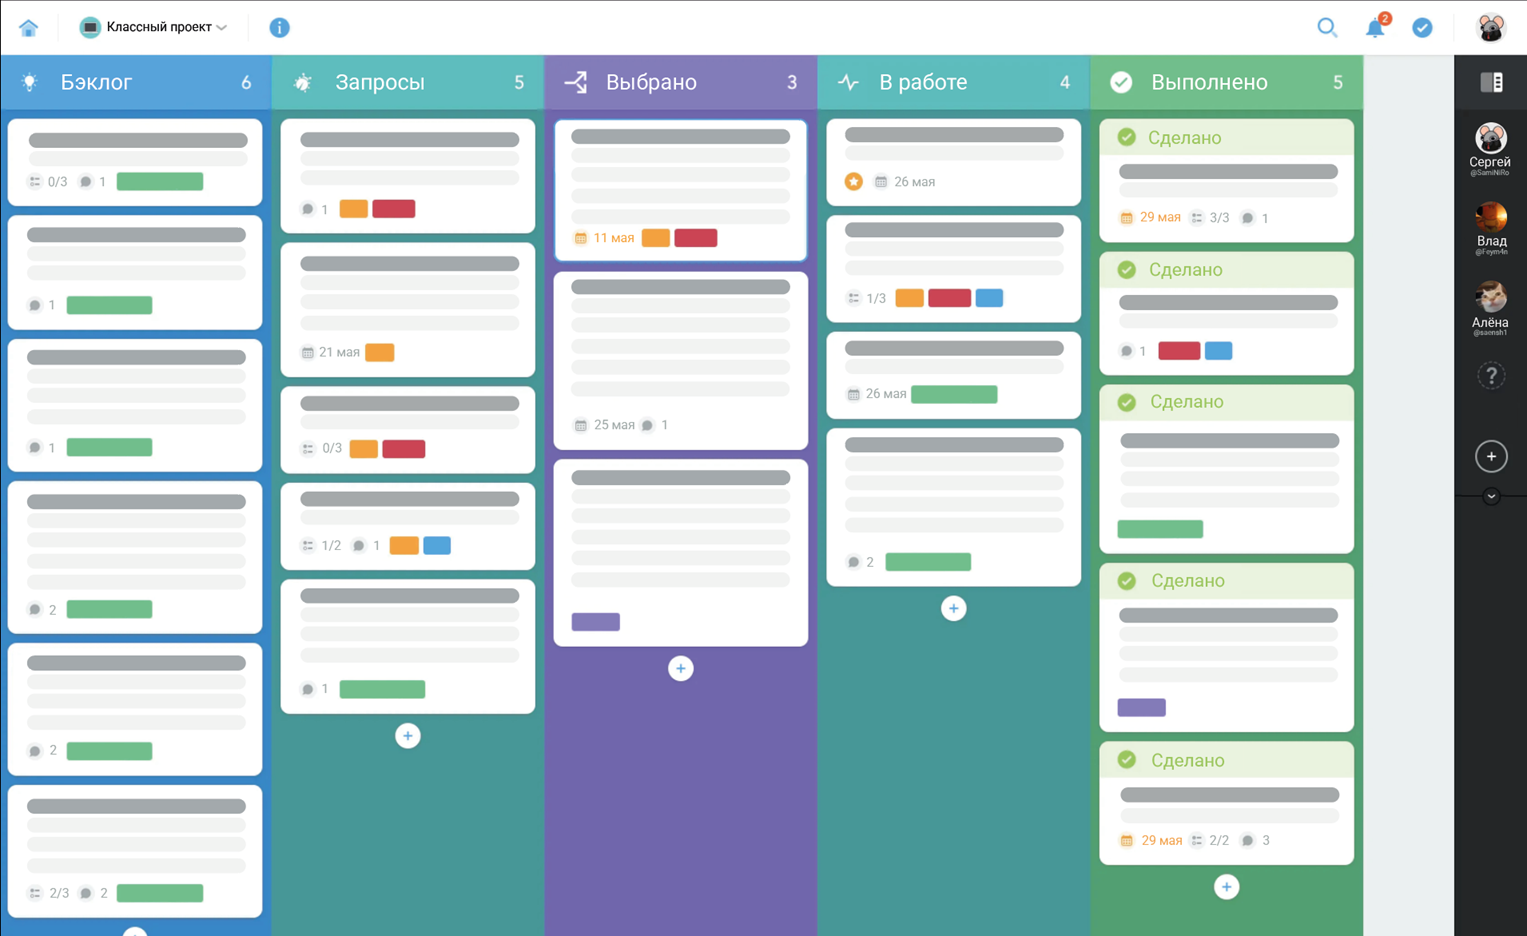 Классный проект
2
Бэклог 6
0/3 1
1
1
2
2
2/3 2
Запросы 5
1
21 мая
0/3
1/2 1
1
Выбрано 3
11 мая
25 мая 1
В работе 4
26 мая
1/3
26 мая
2
Выполнено 5
Сделано
29 мая 3/3 1
Сделано
1
Сделано
Сделано
Сделано
29 мая 2/2 3
Сергей
@SamiNiRo
Влад
@Feym4n
Алёна
@saensh1
?